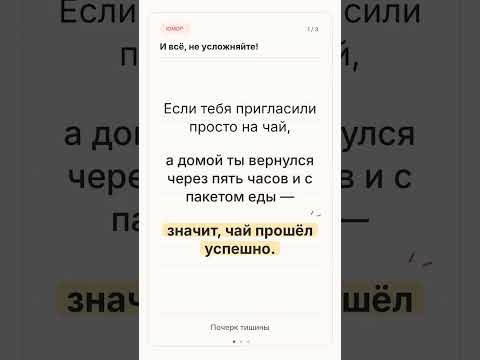 ЮМОР
1 / 3
И всё, не усложняйте!
Если тебя пригласили
просто на чай,
а домой ты вернулся
через пять часов и с
пакетом еды —
значит, чай прошёл
успешно.
Почерк тишины